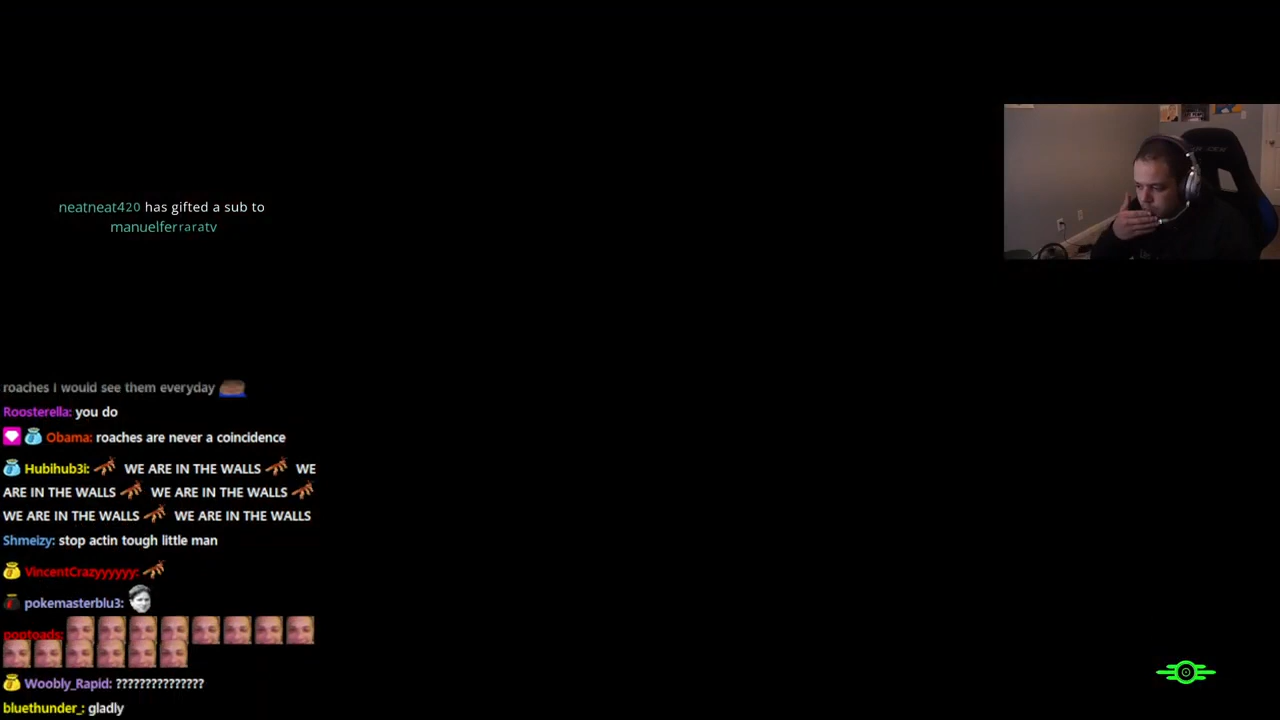 neatneat420 has gifted a sub to
manuelferraratv
roaches I would see them everyday
Roosterella: you do
Obama: roaches are never a coincidence
Hubihub3i: WE ARE IN THE WALLS WE
ARE IN THE WALLS WE ARE IN THE WALLS
WE ARE IN THE WALLS WE ARE IN THE WALLS
Shmeizy: stop actin tough little man
VincentCrazyyyyyy:
pokemasterblu3:
poptoads:
Woobly_Rapid: ???????????????
bluethunder_: gladly